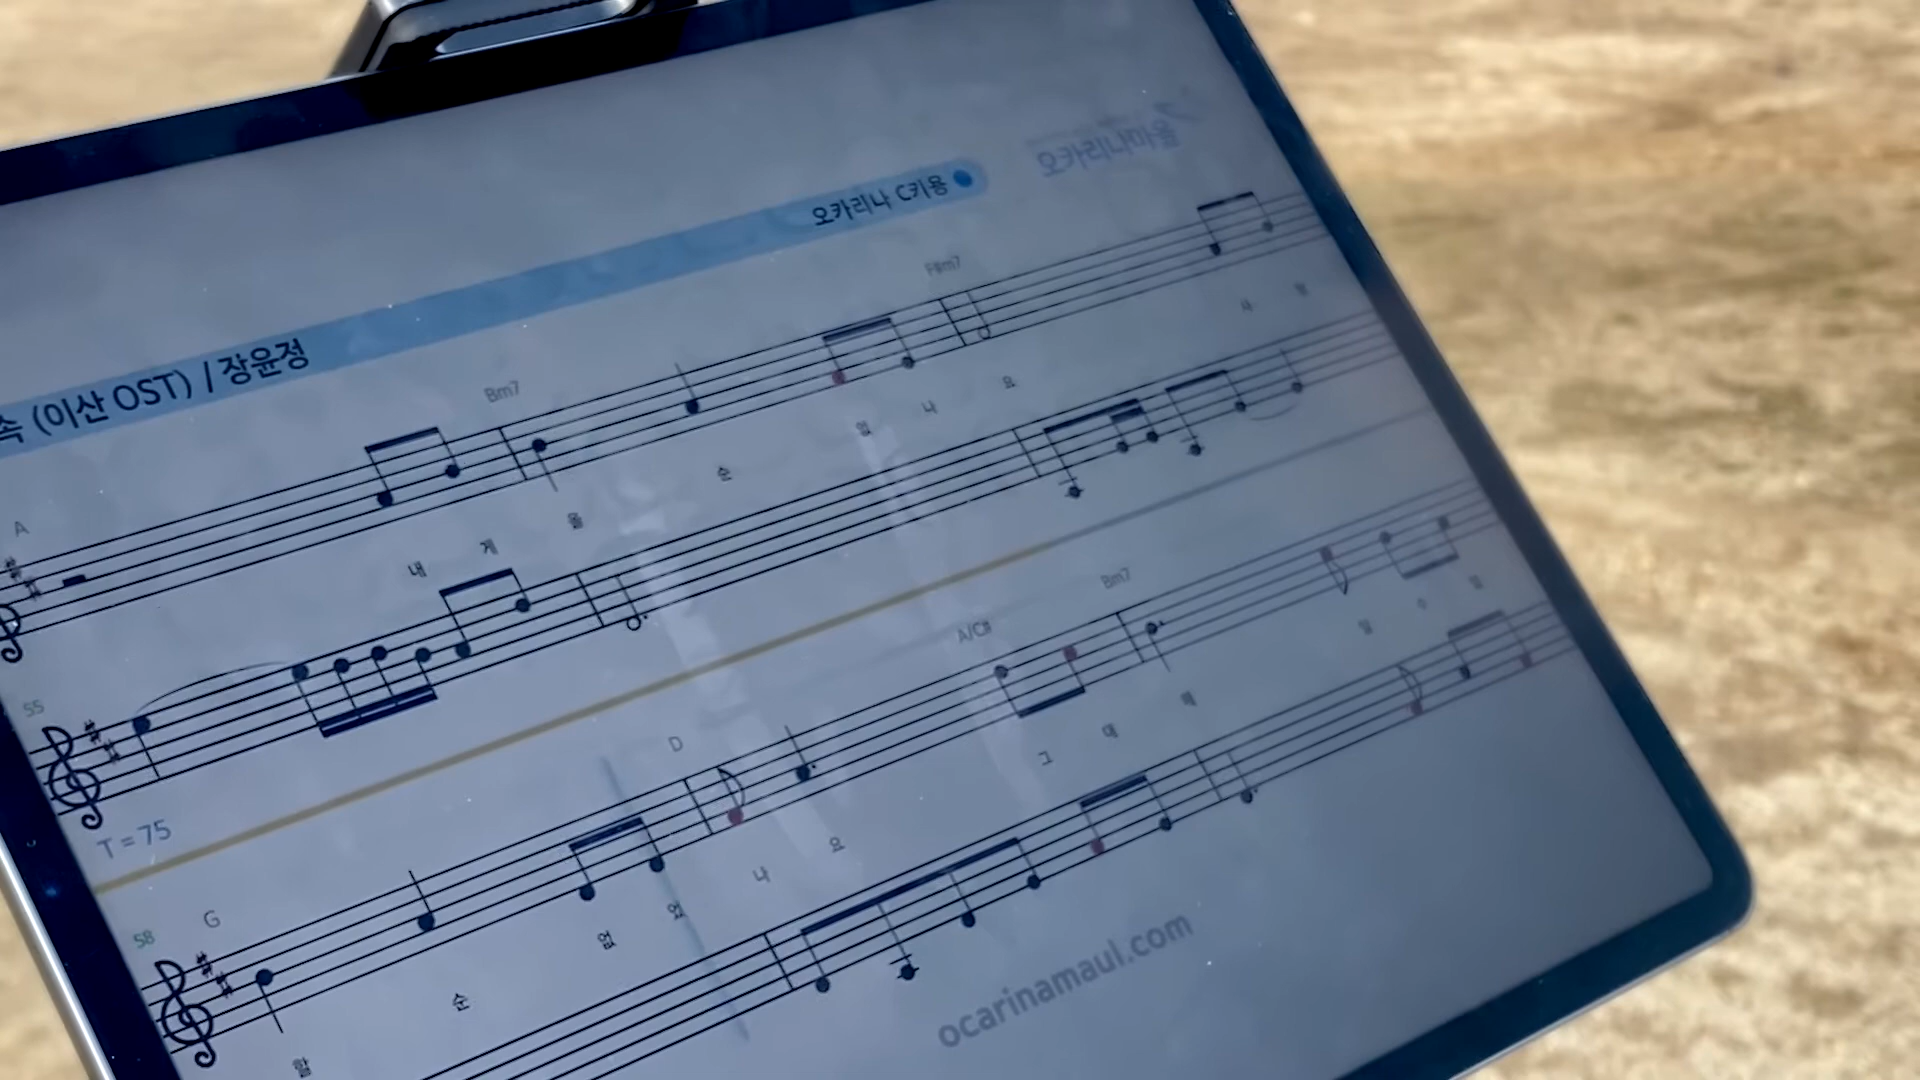 오카리나마을
오카리나 C키용
속 (이산 OST) / 장윤정
A Bm7 F#m7
내 게 올 순 없 나 요 사
55
T = 75
58 G D A/C# Bm7
할 순 없 었 나 요 그 대
ocarinamaul.com